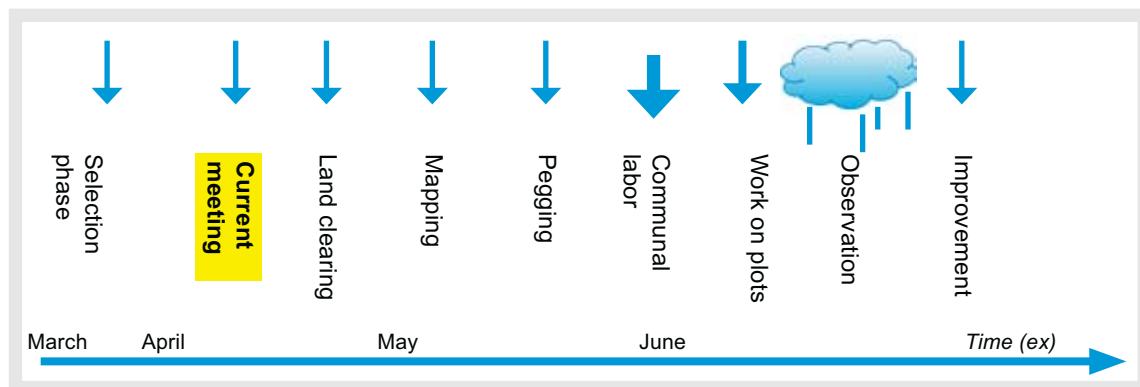 Selection
phase
Current
meeting
Land clearing
Mapping
Pegging
Communal
labor
Work on plots
Observation
Improvement
March
April
May
June
Time (ex)